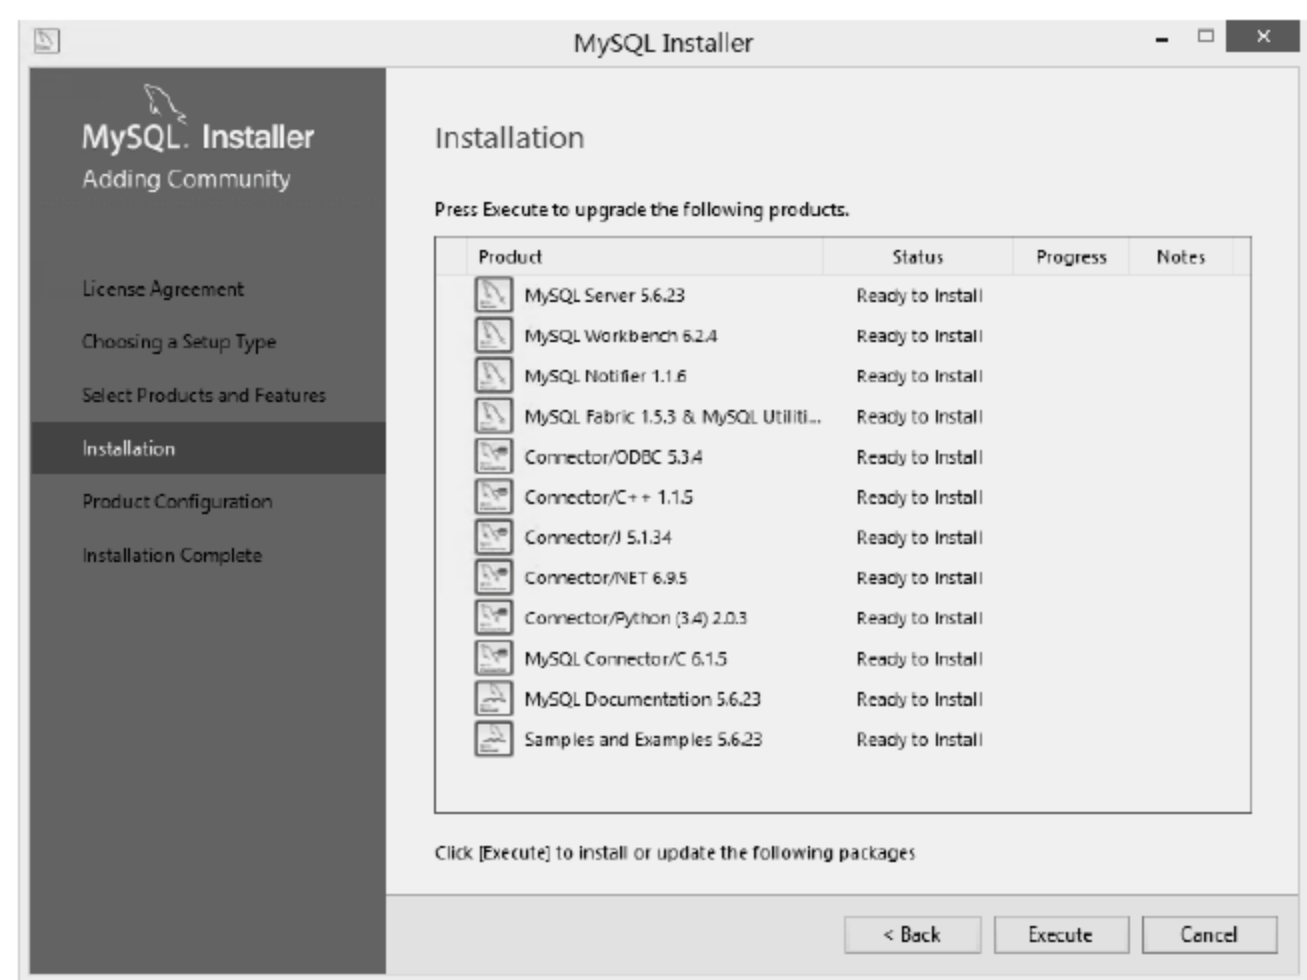 MySQL Installer
MySQL. Installer
Adding Community
License Agreement
Choosing a Setup Type
Select Products and Features
Installation
Product Configuration
Installation Complete
Installation
Press Execute to upgrade the following products.
Product Status Progress Notes
MySQL Server 5.6.23 Ready to Install
MySQL Workbench 6.2.4 Ready to Install
MySQL Notifier 1.1.6 Ready to Install
MySQL Fabric 1.5.3 & MySQL Utiliti... Ready to Install
Connector/ODBC 5.3.4 Ready to Install
Connector/C++ 1.1.5 Ready to Install
Connector/J 5.1.34 Ready to Install
Connector/NET 6.9.5 Ready to Install
Connector/Python (3.4) 2.0.3 Ready to Install
MySQL Connector/C 6.1.5 Ready to Install
MySQL Documentation 5.6.23 Ready to Install
Samples and Examples 5.6.23 Ready to Install
Click [Execute] to install or update the following packages
< Back Execute Cancel